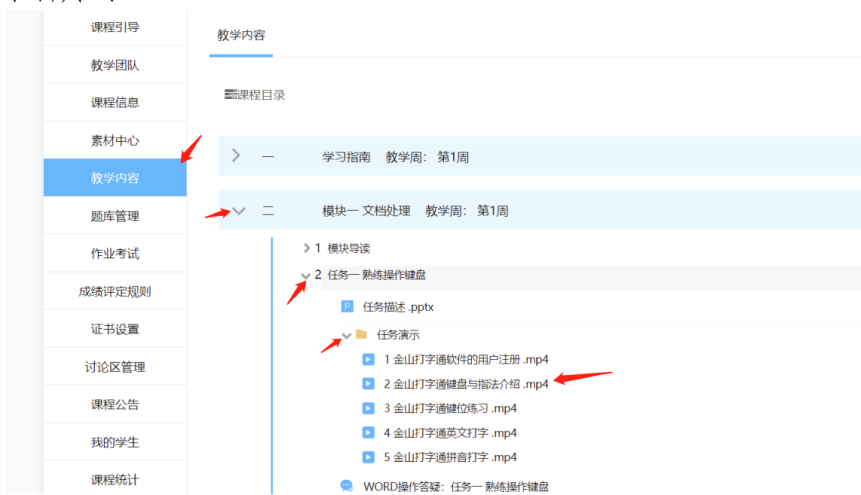 课程引导
教学团队
课程信息
素材中心
教学内容
题库管理
作业考试
成绩评定规则
证书设置
讨论区管理
课程公告
我的学生
课程统计
教学内容
课程目录
一 学习指南 教学周: 第1周
二 模块一 文档处理 教学周: 第1周
1 模块导读
2 任务一 熟练操作键盘
任务描述 .pptx
任务演示
1 金山打字通软件的用户注册 .mp4
2 金山打字通键盘与指法介绍 .mp4
3 金山打字通键位练习 .mp4
4 金山打字通英文打字 .mp4
5 金山打字通拼音打字 .mp4
WORD操作答疑: 任务一 熟练操作键盘